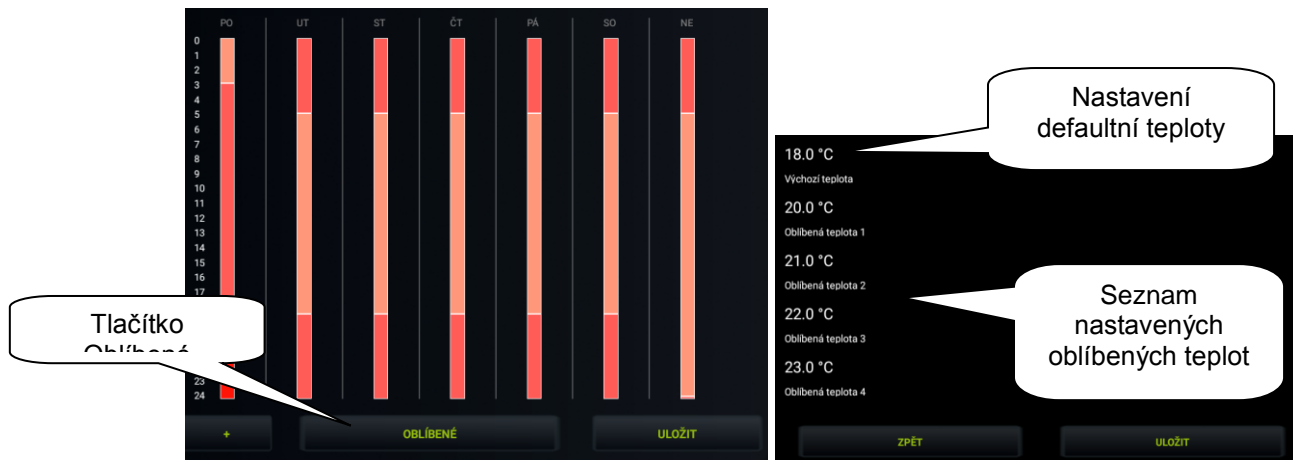 PO UT ST ČT PÁ SO NE
0
1
2
3
4
5
6
7
8
9
10
11
12
13
14
15
16
17
23
24
Tlačítko
+ OBLÍBENÉ ULOŽIT
Nastavení
defaultní teploty
18.0 °C
Výchozí teplota
20.0 °C
Oblíbená teplota 1
21.0 °C
Oblíbená teplota 2
22.0 °C
Oblíbená teplota 3
23.0 °C
Oblíbená teplota 4
Seznam
nastavených
oblíbených teplot
ZPĚT ULOŽIT